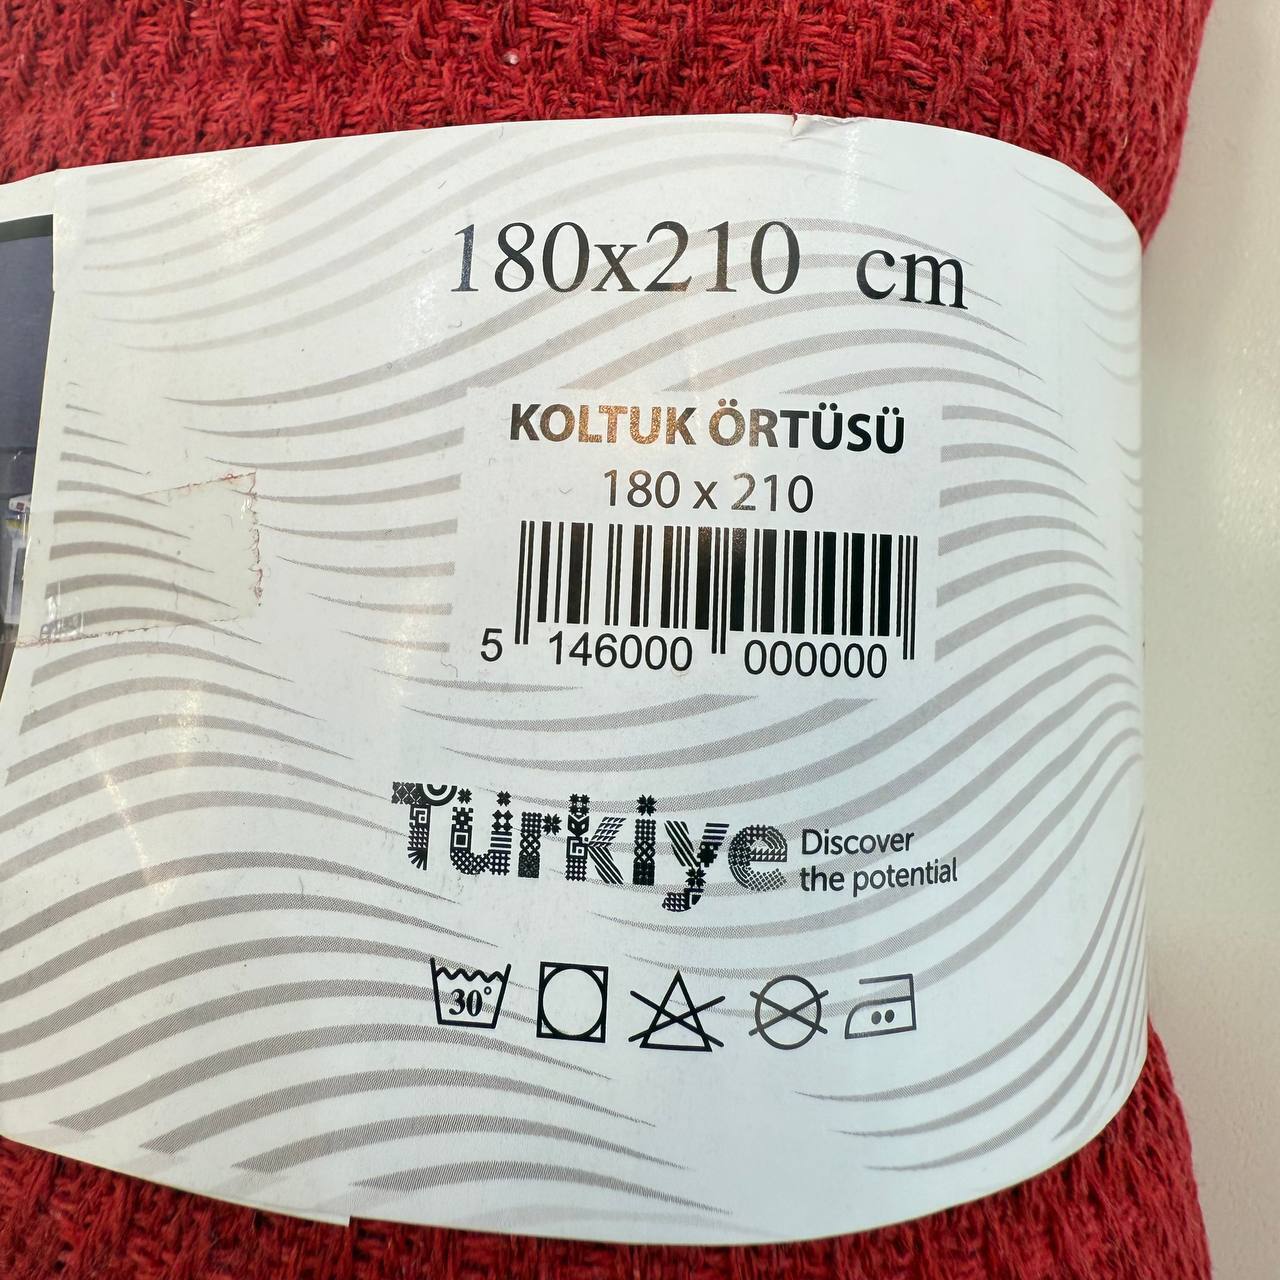 180x210 cm
KOLTUK ÖRTÜSÜ
180 x 210
5 146000 000000
Türkiye Discover
the potential
30°